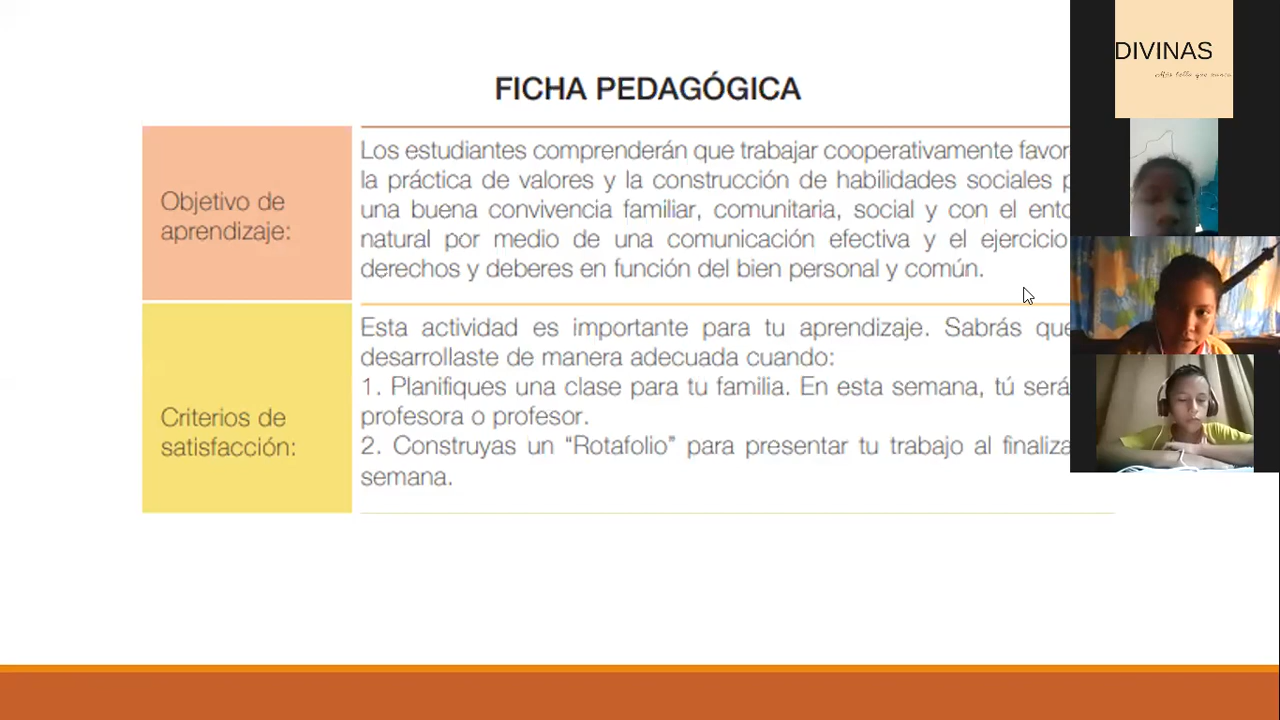 FICHA PEDAGÓGICA
Objetivo de
aprendizaje:
Los estudiantes comprenderán que trabajar cooperativamente favor
la práctica de valores y la construcción de habilidades sociales p
una buena convivencia familiar, comunitaria, social y con el ento
natural por medio de una comunicación efectiva y el ejercicio
derechos y deberes en función del bien personal y común.
Criterios de
satisfacción:
Esta actividad es importante para tu aprendizaje. Sabrás que
desarrollaste de manera adecuada cuando:
1. Planifiques una clase para tu familia. En esta semana, tú será
profesora o profesor.
2. Construyas un “Rotafolio” para presentar tu trabajo al finaliza
semana.
DIVINAS
Más bella que nunca